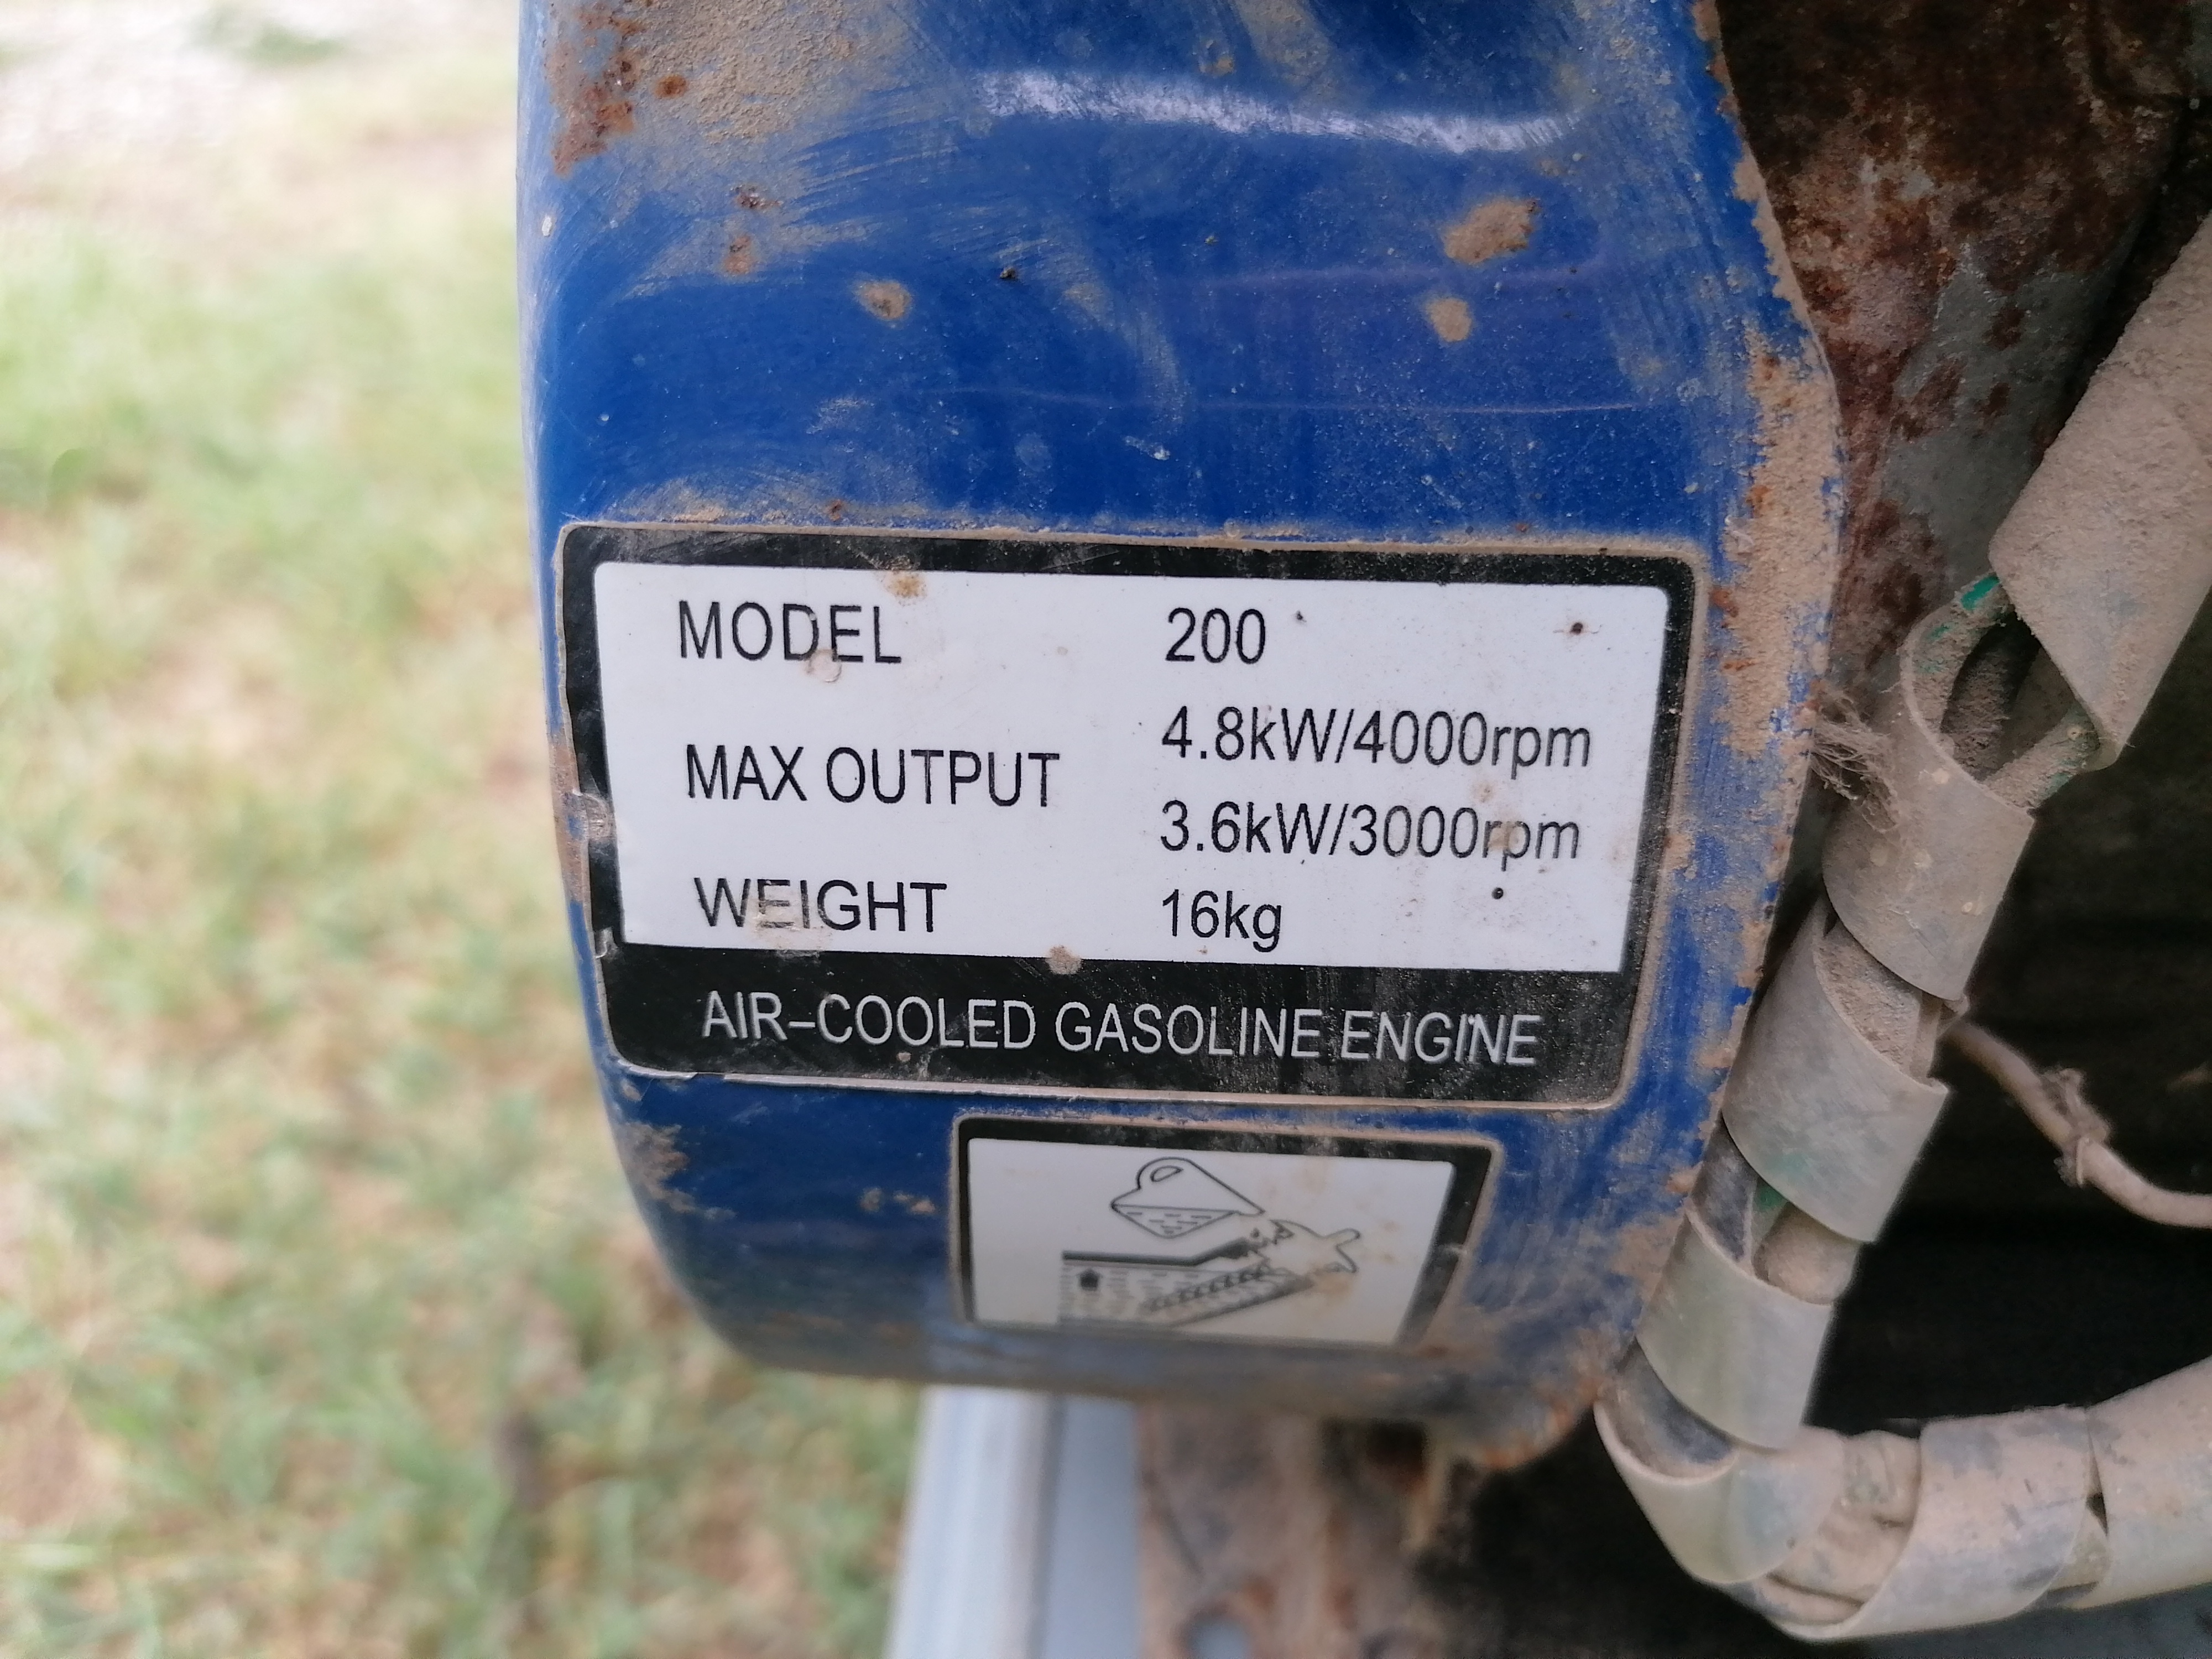 MODEL 200
4.8kW/4000rpm
MAX OUTPUT
3.6kW/3000rpm
WEIGHT 16kg
AIR-COOLED GASOLINE ENGINE